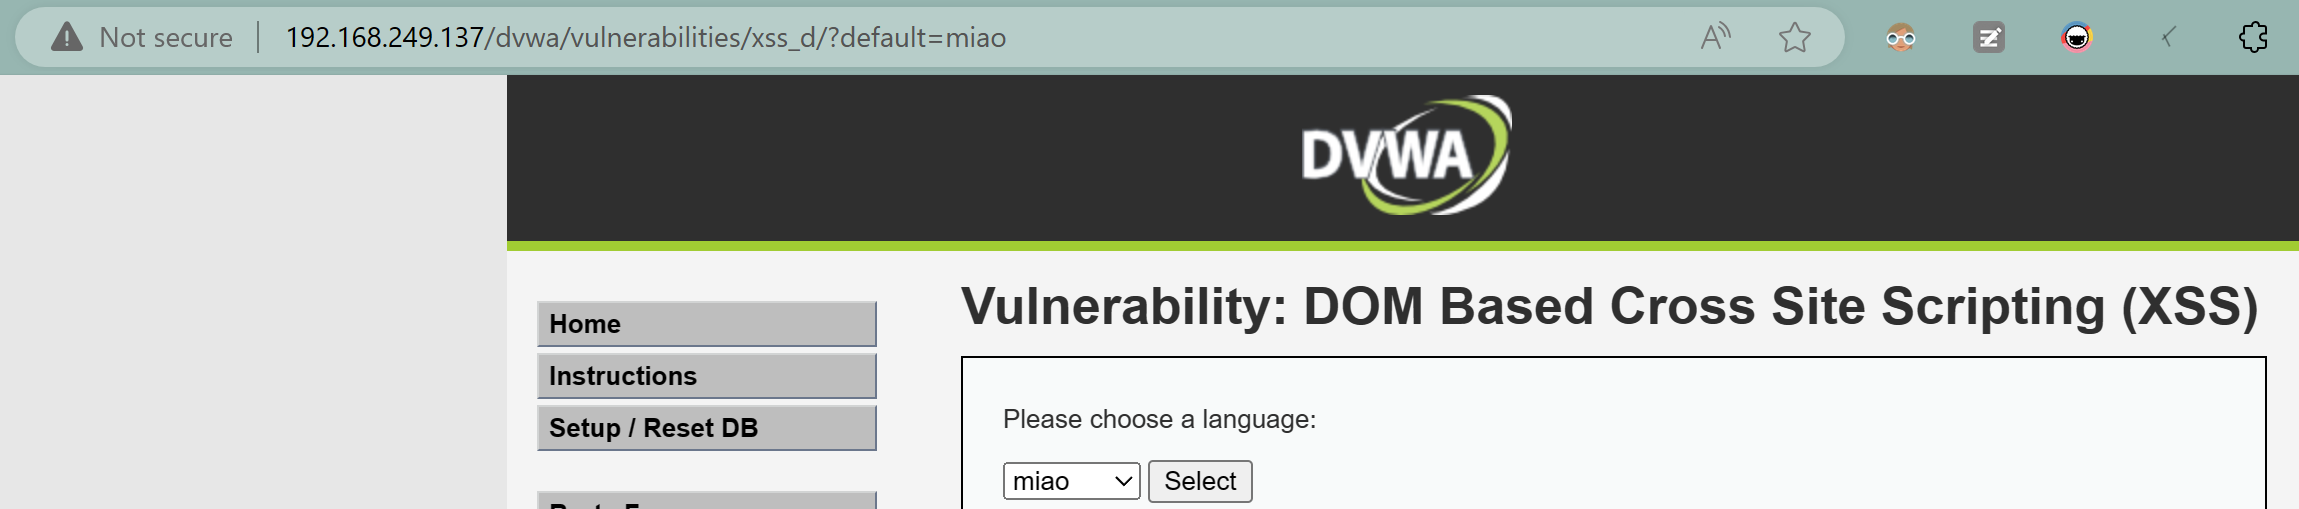 Not secure 192.168.249.137/dvwa/vulnerabilities/xss_d/?default=miao
DVWA
Home
Instructions
Setup / Reset DB
Vulnerability: DOM Based Cross Site Scripting (XSS)
Please choose a language:
miao Select